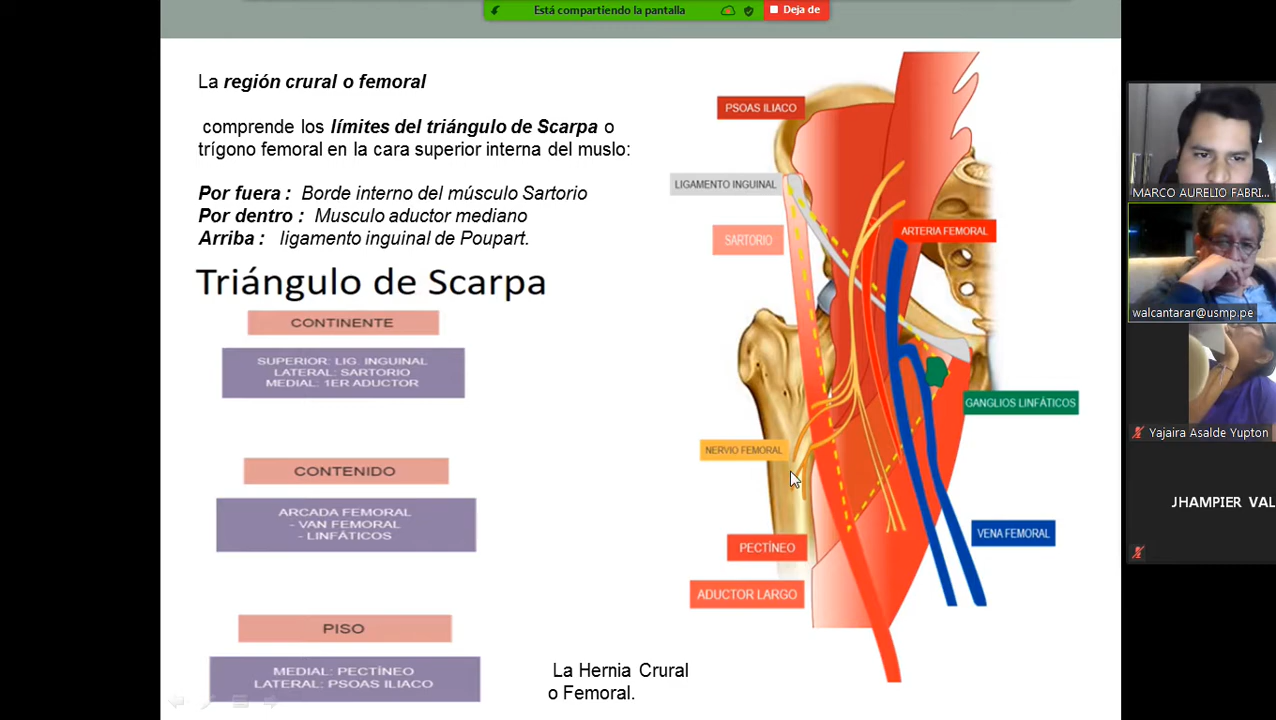 Está compartiendo la pantalla
Deja de
La región crural o femoral
comprende los límites del triángulo de Scarpa o
trígono femoral en la cara superior interna del muslo:
Por fuera : Borde interno del músculo Sartorio
Por dentro : Musculo aductor mediano
Arriba : ligamento inguinal de Poupart.
Triángulo de Scarpa
CONTINENTE
SUPERIOR: LIG. INGUINAL
LATERAL: SARTORIO
MEDIAL: 1ER ADUCTOR
CONTENIDO
ARCADA FEMORAL
- VAN FEMORAL
- LINFÁTICOS
PISO
MEDIAL: PECTÍNEO
LATERAL: PSOAS ILIACO
La Hernia Crural
o Femoral.
PSOAS ILIACO
LIGAMENTO INGUINAL
SARTORIO
ARTERIA FEMORAL
GANGLIOS LINFÁTICOS
NERVIO FEMORAL
VENA FEMORAL
PECTÍNEO
ADUCTOR LARGO
MARCO AURELIO FABRI...
walcantarar@usmp.pe
Yajaira Asalde Yupton
JHAMPIER VAL